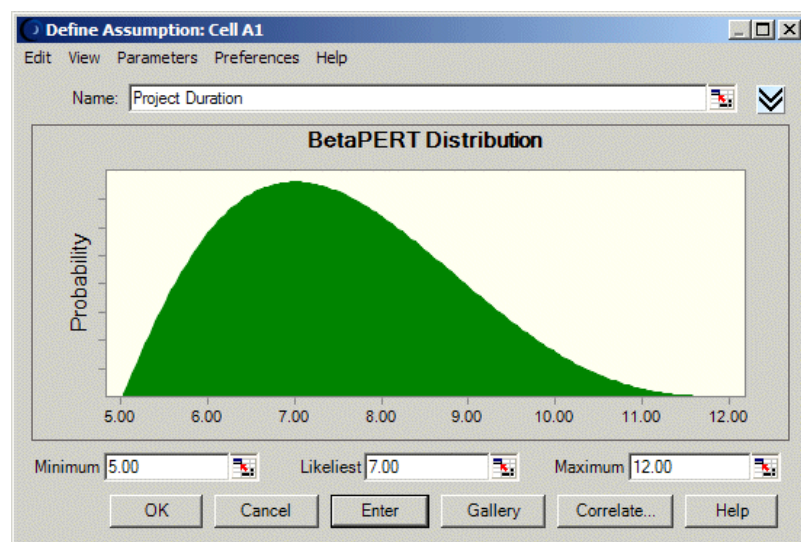 Define Assumption: Cell A1
Edit View Parameters Preferences Help
Name: Project Duration
BetaPERT Distribution
Probability
5.00 6.00 7.00 8.00 9.00 10.00 11.00 12.00
Minimum 5.00 Likeliest 7.00 Maximum 12.00
OK Cancel Enter Gallery Correlate... Help